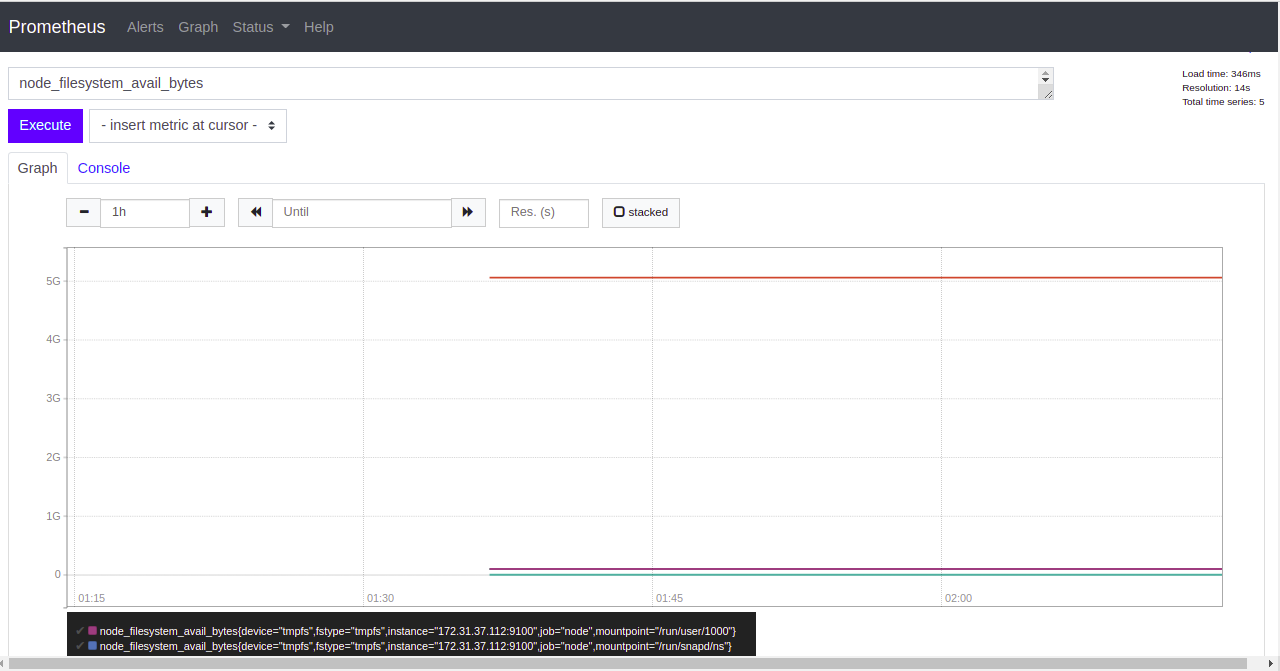 Prometheus Alerts Graph Status Help
node_filesystem_avail_bytes
Load time: 346ms
Resolution: 14s
Total time series: 5
Execute - insert metric at cursor -
Graph Console
1h Until Res. (s) stacked
5G
4G
3G
2G
1G
0
01:15 01:30 01:45 02:00
node_filesystem_avail_bytes{device="tmpfs",fstype="tmpfs",instance="172.31.37.112:9100",job="node",mountpoint="/run/user/1000"}
node_filesystem_avail_bytes{device="tmpfs",fstype="tmpfs",instance="172.31.37.112:9100",job="node",mountpoint="/run/snapd/ns"}